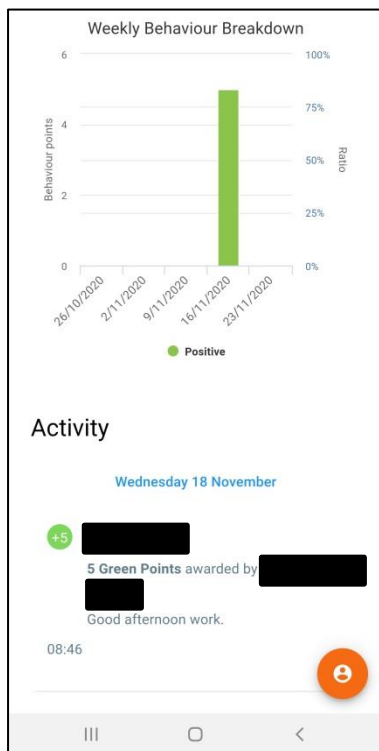 Weekly Behaviour Breakdown
6
4
2
0
Behaviour points
100%
75%
50%
25%
0%
Ratio
26/10/2020
2/11/2020
9/11/2020
16/11/2020
23/11/2020
Positive
Activity
Wednesday 18 November
+5
5 Green Points awarded by
Good afternoon work.
08:46